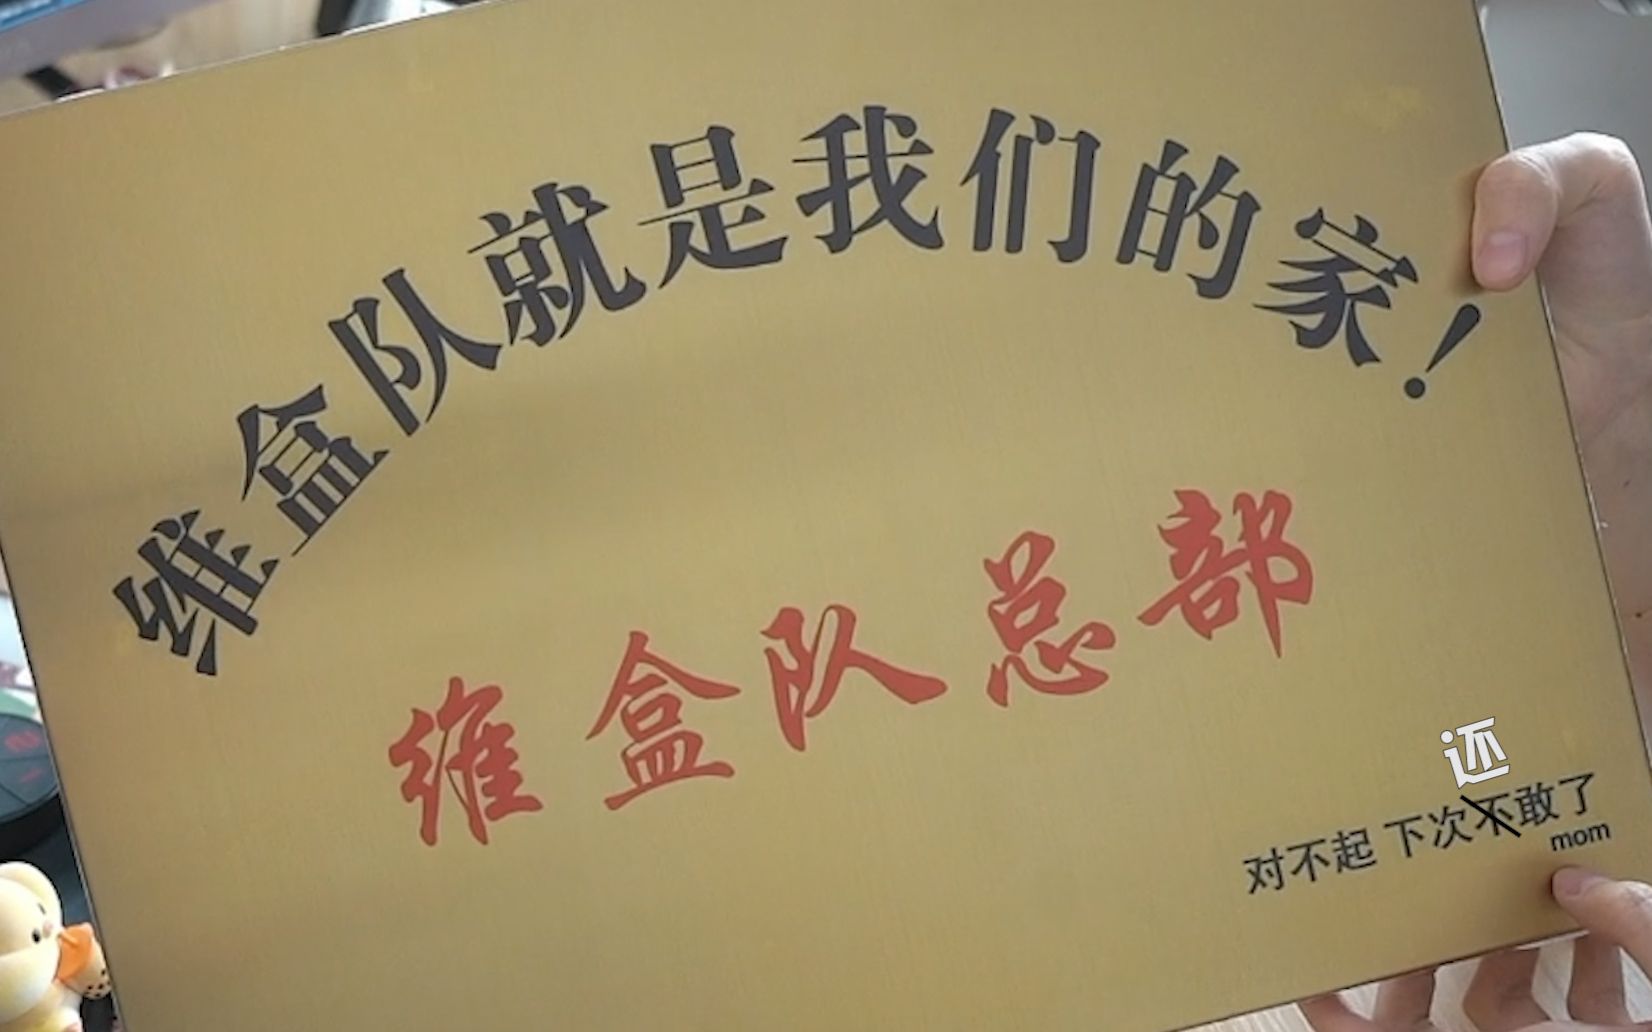 维盒队就是我们的家！
维盒队总部
还
对不起 下次不敢了
mom